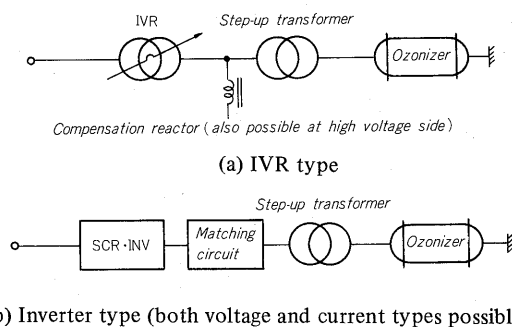 IVR
Step-up transformer
Ozonizer
Compensation reactor (also possible at high voltage side)
(a) IVR type
Step-up transformer
SCR·INV
Matching
circuit
Ozonizer
) Inverter type (both voltage and current types possibl